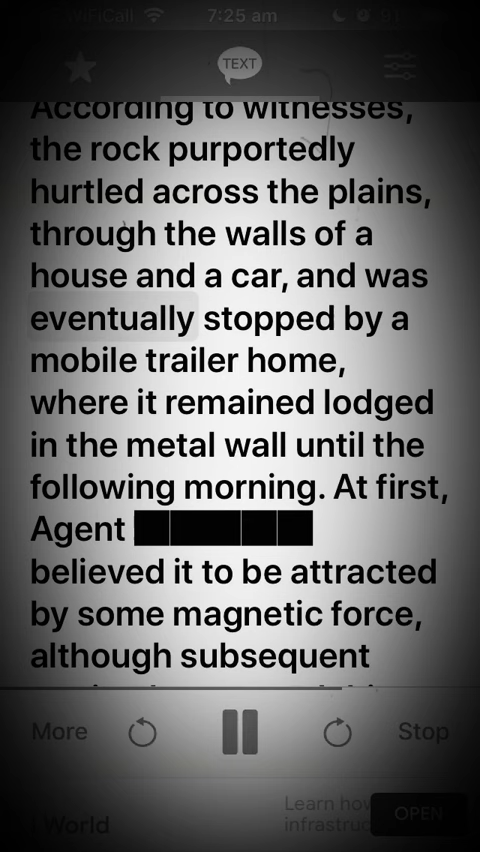 WiFiCall 7:25 am
TEXT
According to witnesses,
the rock purportedly
hurtled across the plains,
through the walls of a
house and a car, and was
eventually stopped by a
mobile trailer home,
where it remained lodged
in the metal wall until the
following morning. At first,
Agent ██████
believed it to be attracted
by some magnetic force,
although subsequent
More Stop
World
Learn how
infrastruc
OPEN